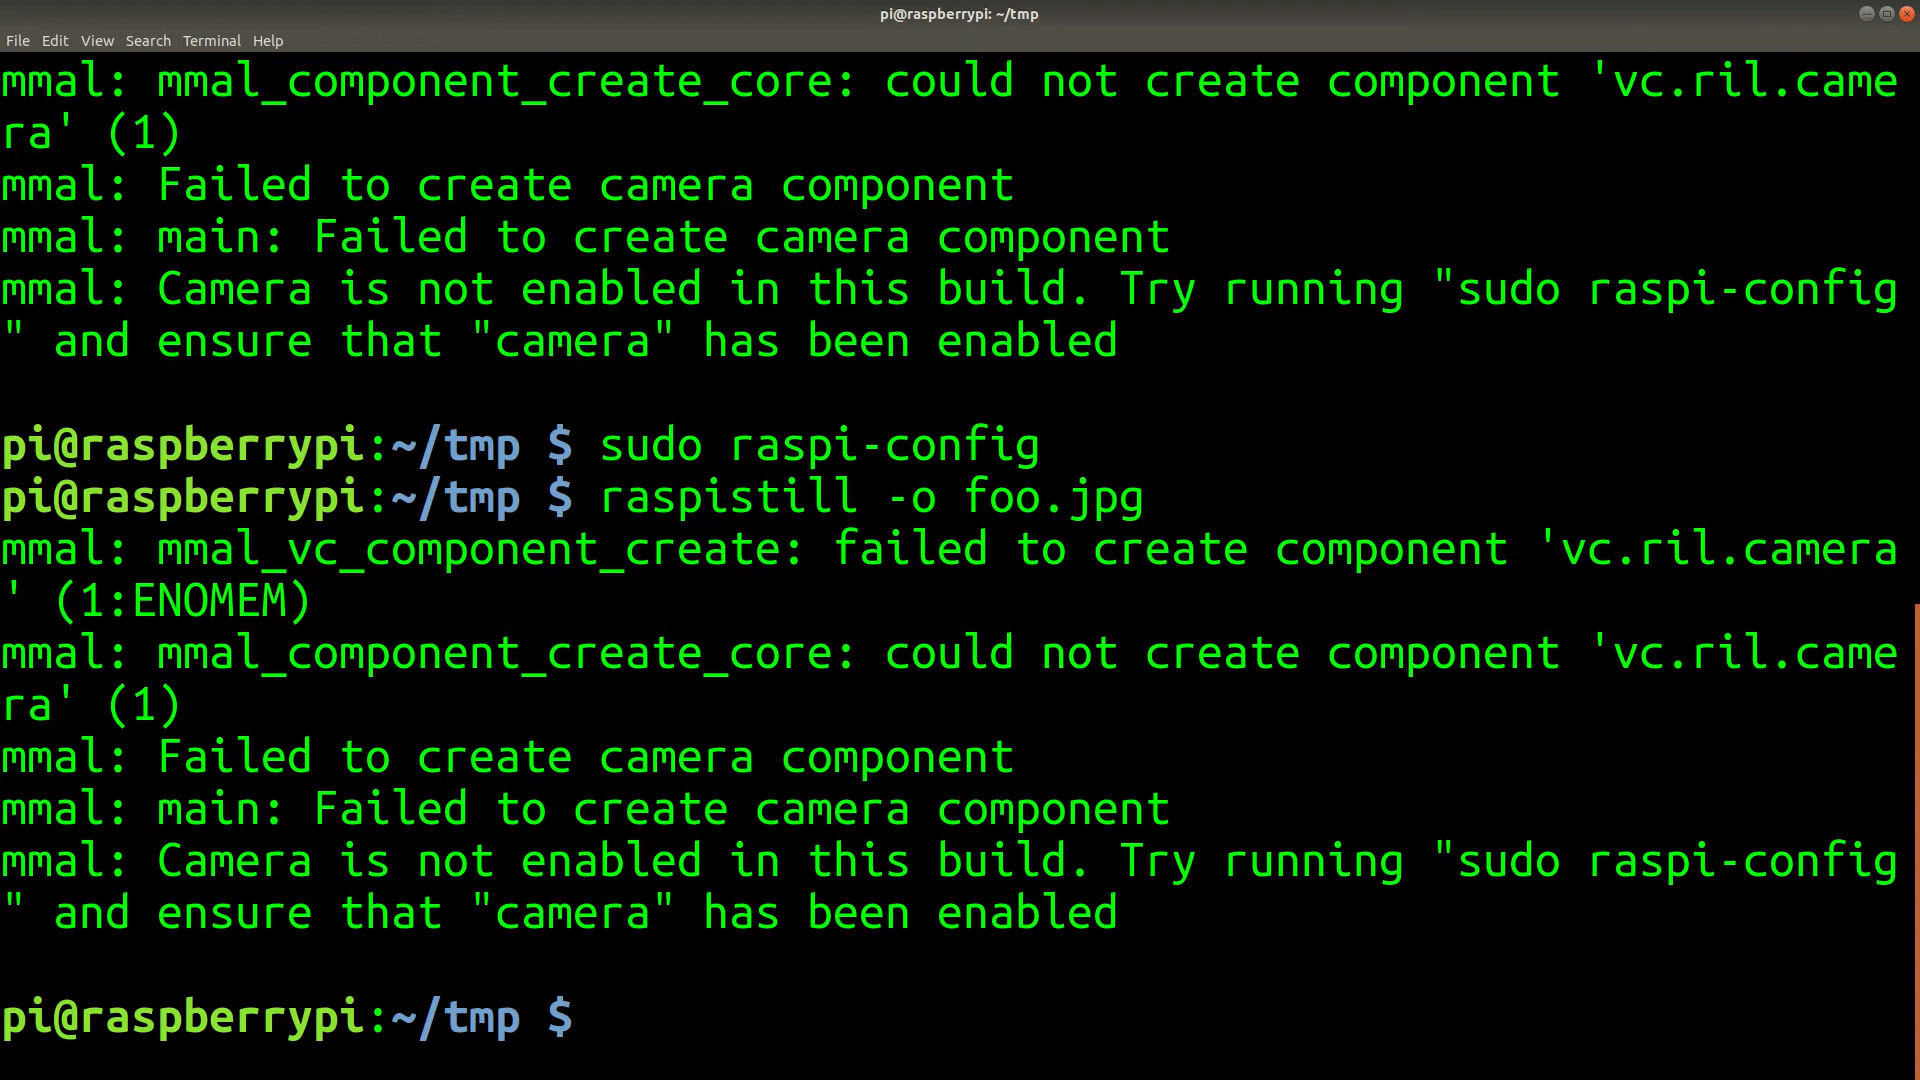 pi@raspberrypi: ~/tmp
File Edit View Search Terminal Help
mmal: mmal_component_create_core: could not create component 'vc.ril.came
ra' (1)
mmal: Failed to create camera component
mmal: main: Failed to create camera component
mmal: Camera is not enabled in this build. Try running "sudo raspi-config
" and ensure that "camera" has been enabled
pi@raspberrypi:~/tmp $ sudo raspi-config
pi@raspberrypi:~/tmp $ raspistill -o foo.jpg
mmal: mmal_vc_component_create: failed to create component 'vc.ril.camera
' (1:ENOMEM)
mmal: mmal_component_create_core: could not create component 'vc.ril.came
ra' (1)
mmal: Failed to create camera component
mmal: main: Failed to create camera component
mmal: Camera is not enabled in this build. Try running "sudo raspi-config
" and ensure that "camera" has been enabled
pi@raspberrypi:~/tmp $